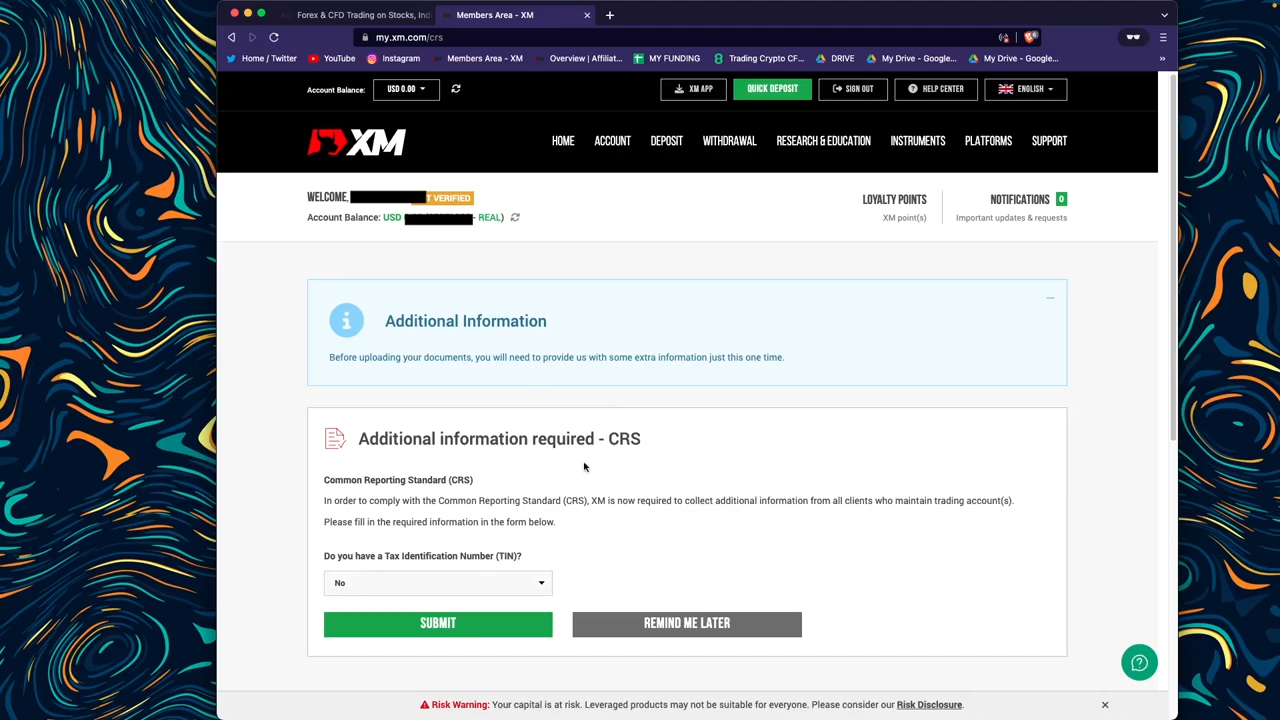 Forex & CFD Trading on Stocks, Ind
Members Area - XM
my.xm.com/crs
Home / Twitter
YouTube
Instagram
Members Area - XM
Overview | Affiliat...
MY FUNDING
Trading Crypto CF...
DRIVE
My Drive - Google...
My Drive - Google...
Account Balance:
USD 0.00
XM APP
QUICK DEPOSIT
SIGN OUT
HELP CENTER
ENGLISH
XM
HOME
ACCOUNT
DEPOSIT
WITHDRAWAL
RESEARCH & EDUCATION
INSTRUMENTS
PLATFORMS
SUPPORT
WELCOME,
T VERIFIED
LOYALTY POINTS
NOTIFICATIONS 0
Account Balance: USD - REAL)
XM point(s)
Important updates & requests
Additional Information
Before uploading your documents, you will need to provide us with some extra information just this one time.
Additional information required - CRS
Common Reporting Standard (CRS)
In order to comply with the Common Reporting Standard (CRS), XM is now required to collect additional information from all clients who maintain trading account(s).
Please fill in the required information in the form below.
Do you have a Tax Identification Number (TIN)?
No
SUBMIT
REMIND ME LATER
Risk Warning: Your capital is at risk. Leveraged products may not be suitable for everyone. Please consider our Risk Disclosure.